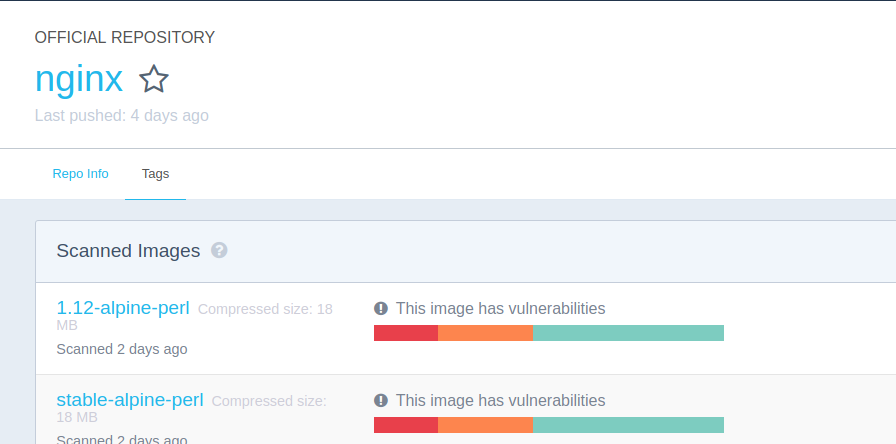 OFFICIAL REPOSITORY
nginx
Last pushed: 4 days ago
Repo Info Tags
Scanned Images ?
1.12-alpine-perl Compressed size: 18
MB
This image has vulnerabilities
Scanned 2 days ago
stable-alpine-perl Compressed size:
18 MB
This image has vulnerabilities
Scanned 2 days ago